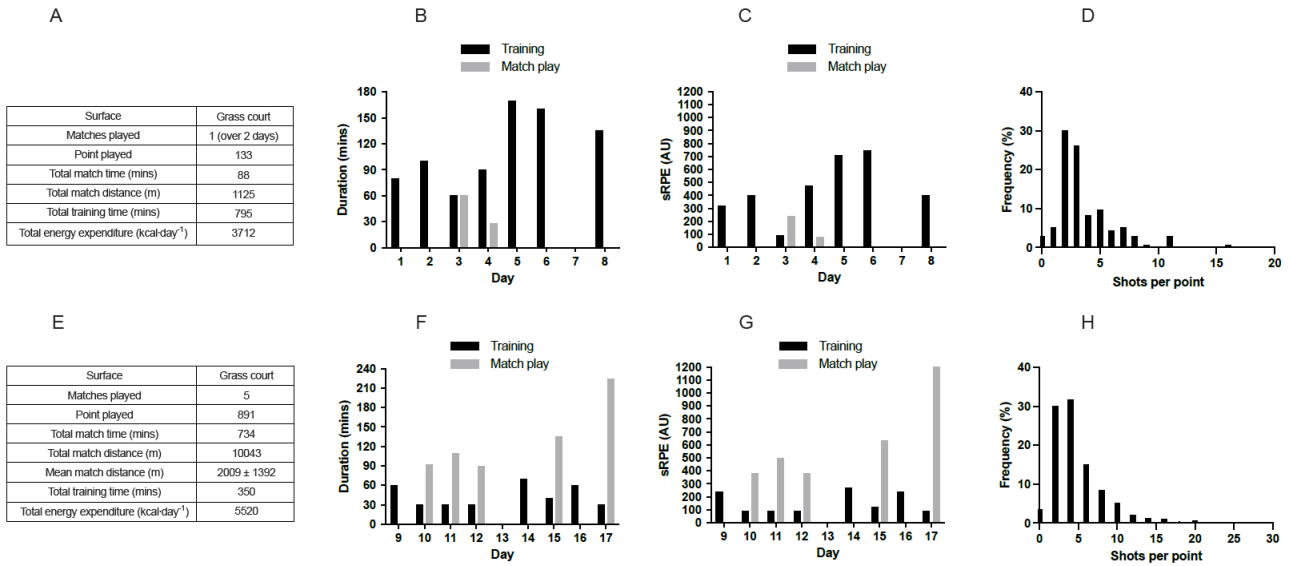 A
B
C
D
Training
Match play
Training
Match play
Surface Grass court
Matches played 1 (over 2 days)
Point played 133
Total match time (mins) 88
Total match distance (m) 1125
Total training time (mins) 795
Total energy expenditure (kcal·day⁻¹) 3712
Duration (mins)
180
150
120
90
60
30
0
1 2 3 4 5 6 7 8
Day
sRPE (AU)
1200
1100
1000
900
800
700
600
500
400
300
200
100
0
1 2 3 4 5 6 7 8
Day
Frequency (%)
40
30
20
10
0
0 5 10 15 20
Shots per point
E
F
G
H
Training
Match play
Training
Match play
Surface Grass court
Matches played 5
Point played 891
Total match time (mins) 734
Total match distance (m) 10043
Mean match distance (m) 2009 ± 1392
Total training time (mins) 350
Total energy expenditure (kcal·day⁻¹) 5520
Duration (mins)
240
210
180
150
120
90
60
30
0
9 10 11 12 13 14 15 16 17
Day
sRPE (AU)
1200
1100
1000
900
800
700
600
500
400
300
200
100
0
9 10 11 12 13 14 15 16 17
Day
Frequency (%)
40
30
20
10
0
0 5 10 15 20 25 30
Shots per point